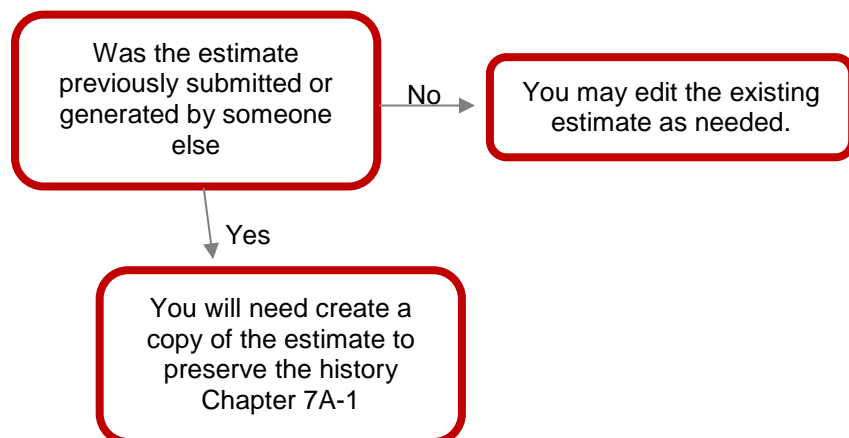 Was the estimate
previously submitted or
generated by someone
else
No
You may edit the existing
estimate as needed.
Yes
You will need create a
copy of the estimate to
preserve the history
Chapter 7A-1